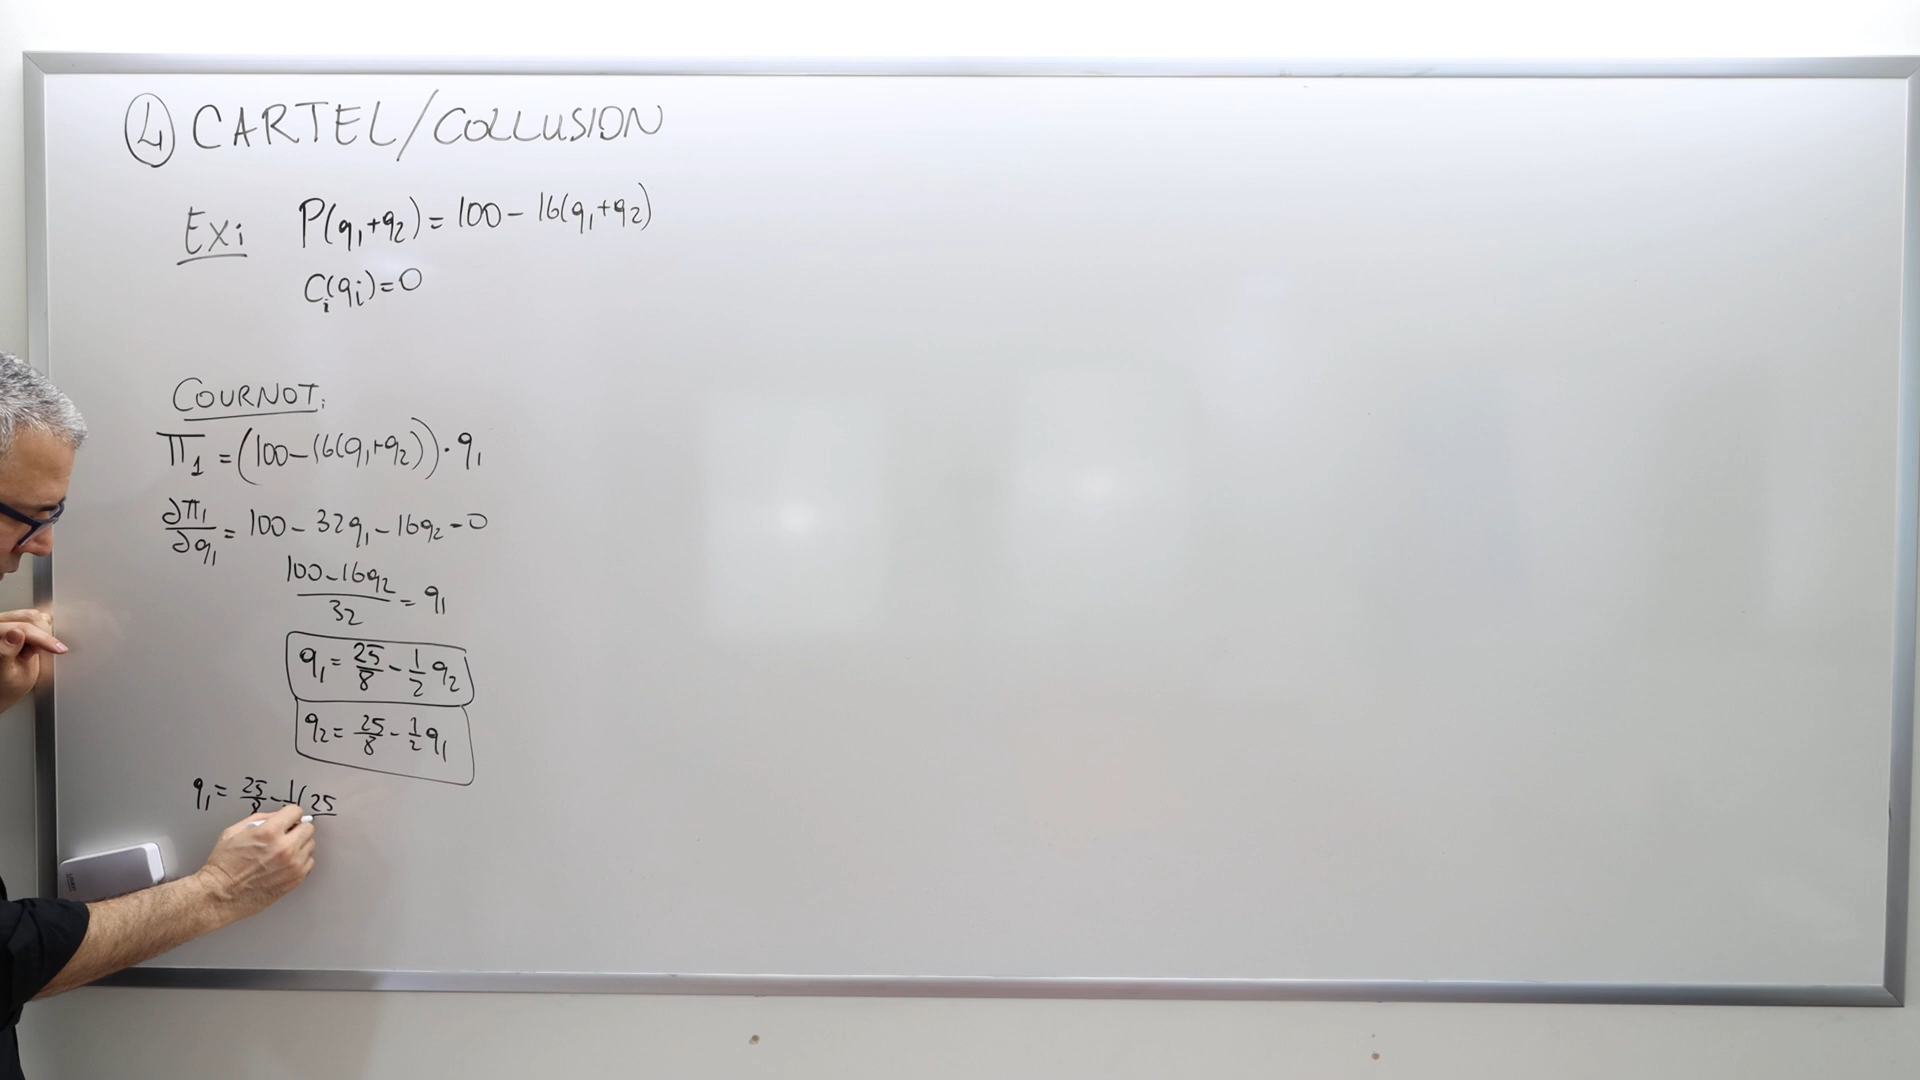 ④ CARTEL/COLLUSION
Ex: P(q₁+q₂) = 100 - 16(q₁+q₂)
Cᵢ(qᵢ)=0
COURNOT:
π₁ = (100-16(q₁+q₂))·q₁
∂π₁/∂q₁ = 100 - 32q₁ - 16q₂ = 0
(100-16q₂)/32 = q₁
q₁ = 25/8 - 1/2 q₂
q₂ = 25/8 - 1/2 q₁
q₁ = 25/8 - 1/ (25